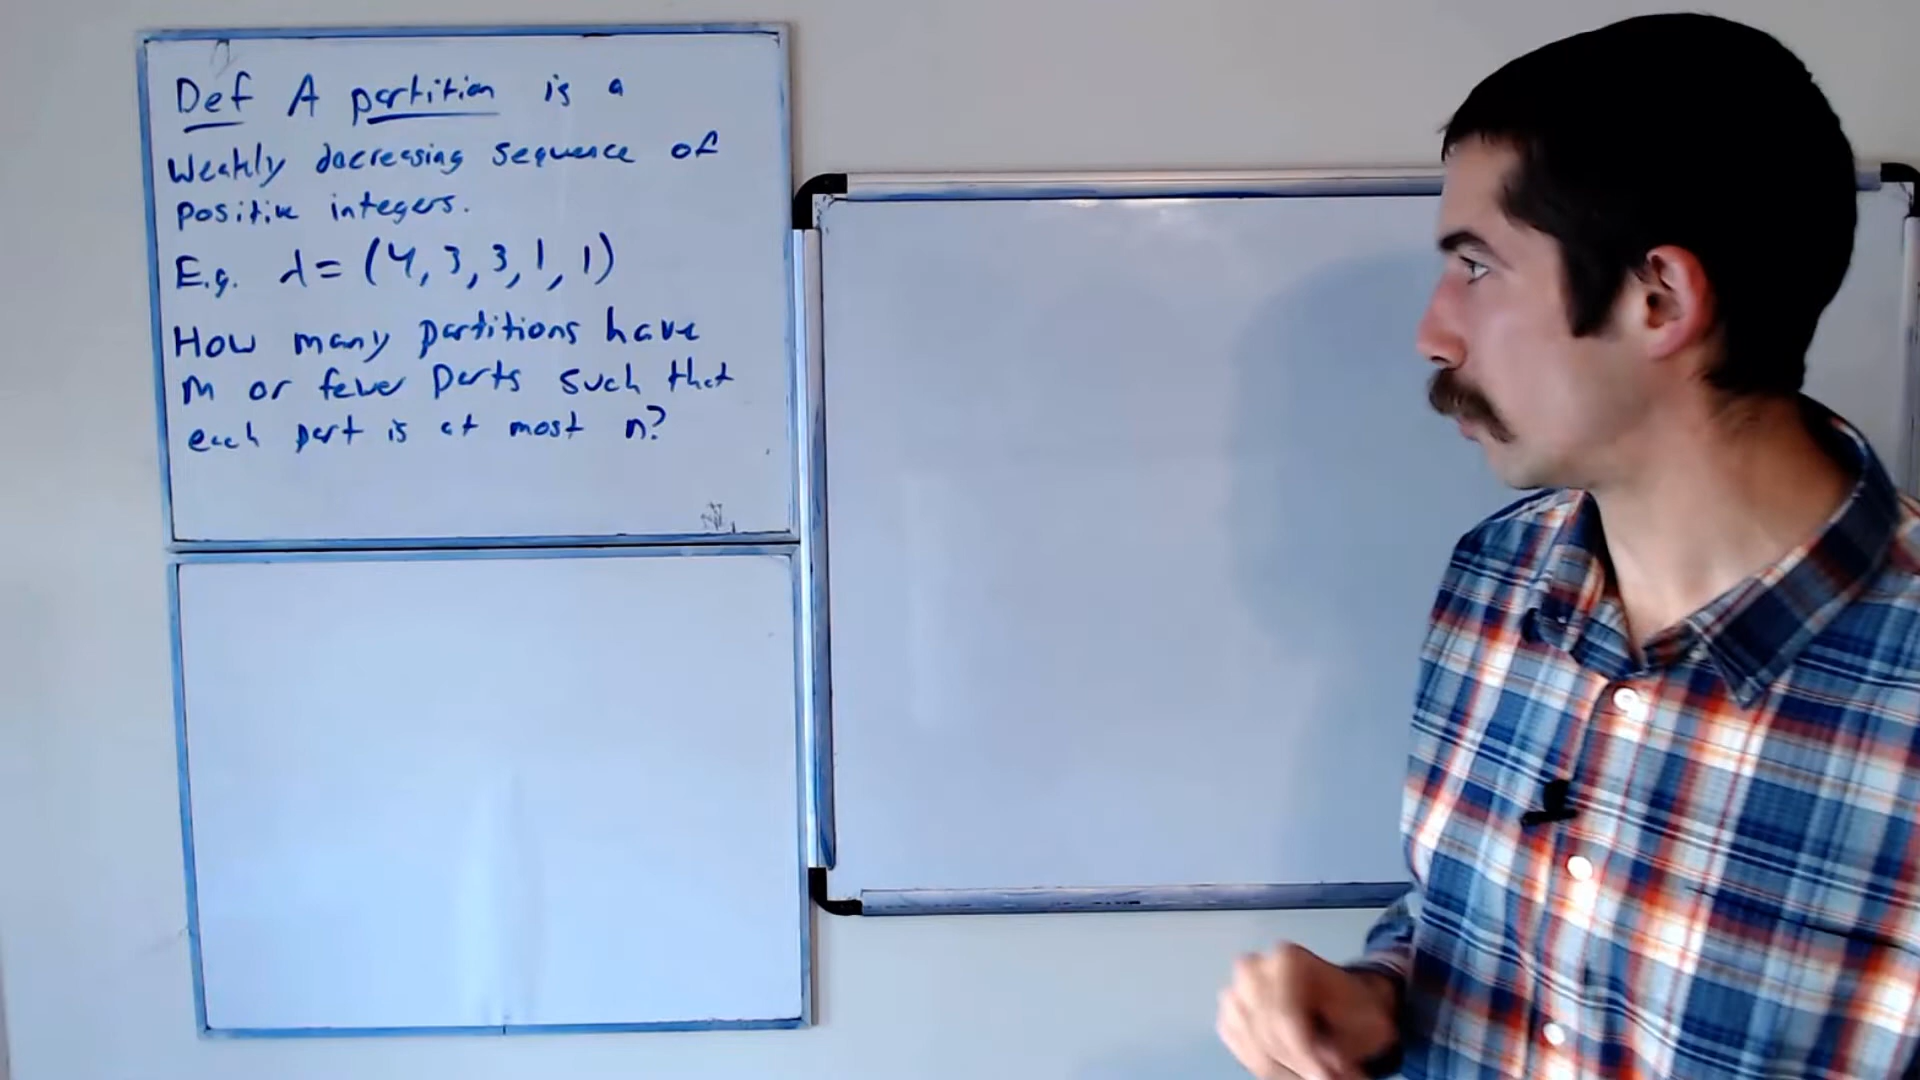 Def A partition is a
Weakly decreasing sequence of
positive integers.
E.g. λ = (4, 3, 3, 1, 1)
How many partitions have
m or fewer parts such that
each part is at most n?